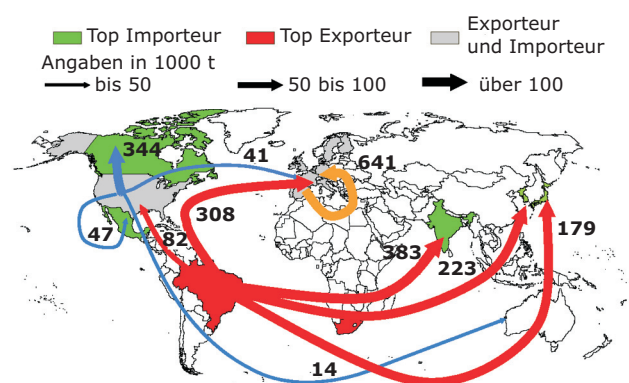 Top Importeur
Top Exporteur
Exporteur
und Importeur
Angaben in 1000 t
bis 50
50 bis 100
über 100
344
41
641
308
47
82
383
223
179
14